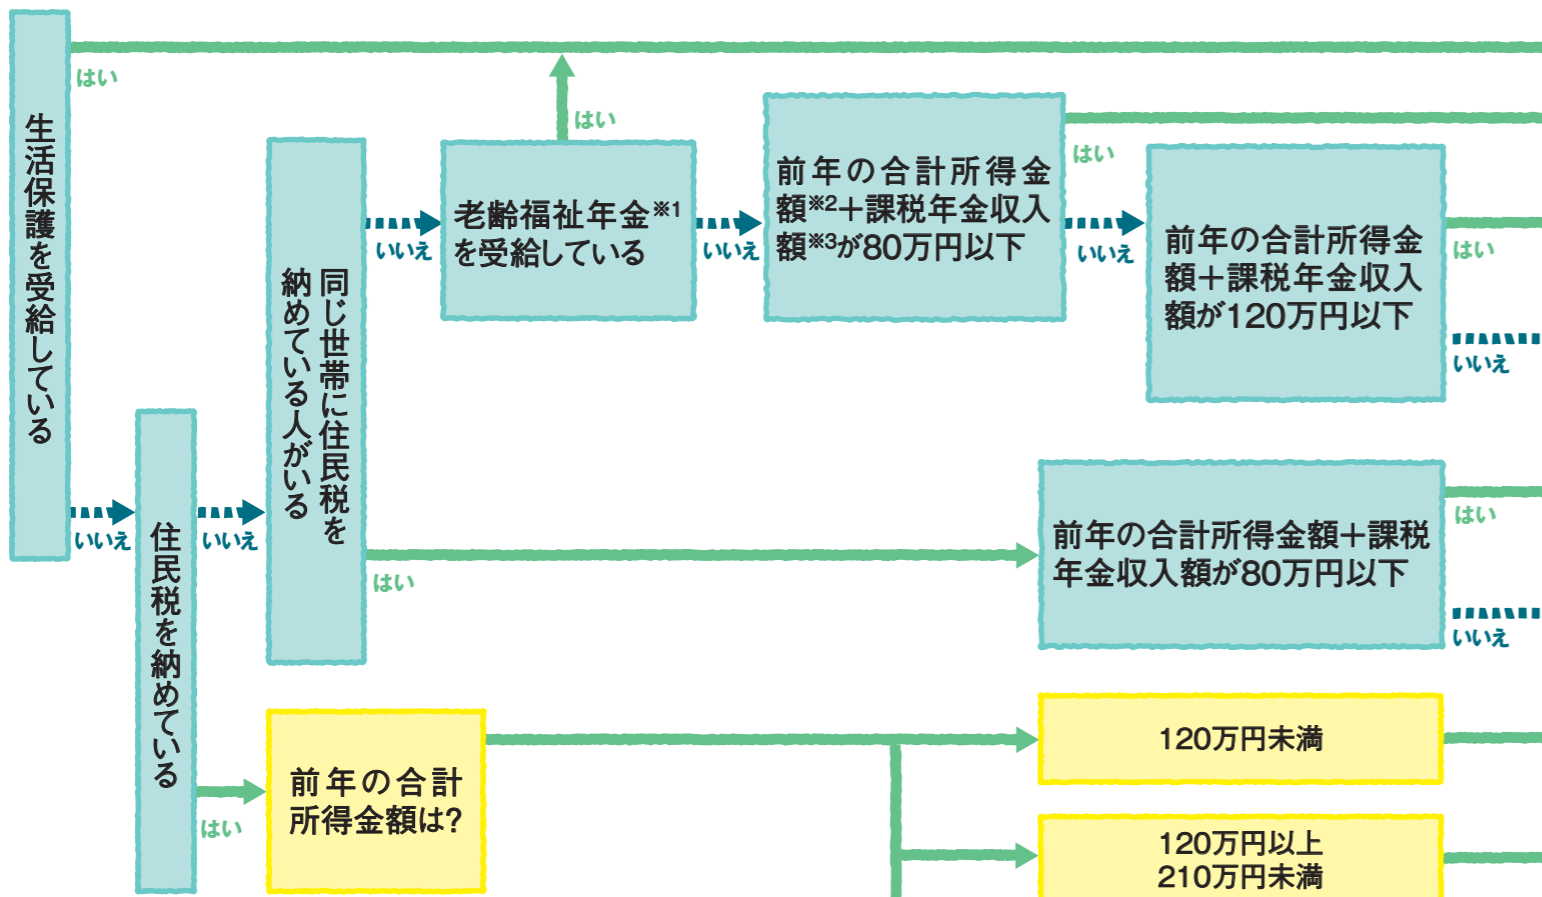 生活保護を受給している
はい
いいえ
住民税を納めている
いいえ
はい
同じ世帯に住民税を
納めている人がいる
いいえ
はい
老齢福祉年金※1
を受給している
はい
いいえ
前年の合計所得金
額※2+課税年金収入
額※3が80万円以下
はい
いいえ
前年の合計所得金
額+課税年金収入
額が120万円以下
はい
いいえ
前年の合計所得金額+課税
年金収入額が80万円以下
はい
いいえ
前年の合計
所得金額は?
120万円未満
120万円以上
210万円未満